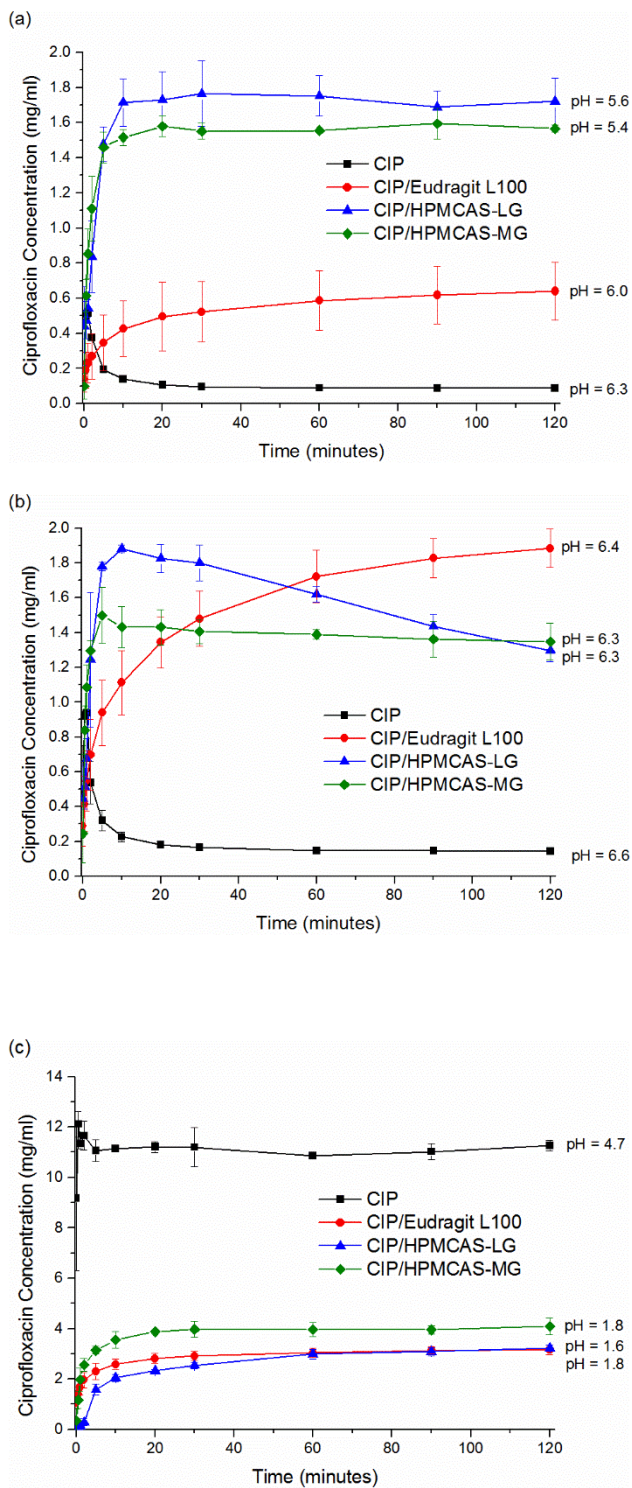 (a)
Ciprofloxacin Concentration (mg/ml)
2.0
1.8
1.6
1.4
1.2
1.0
0.8
0.6
0.4
0.2
0.0
CIP
CIP/Eudragit L100
CIP/HPMCAS-LG
CIP/HPMCAS-MG
pH = 5.6
pH = 5.4
pH = 6.0
pH = 6.3
0 20 40 60 80 100 120
Time (minutes)
(b)
Ciprofloxacin Concentration (mg/ml)
2.0
1.8
1.6
1.4
1.2
1.0
0.8
0.6
0.4
0.2
0.0
CIP
CIP/Eudragit L100
CIP/HPMCAS-LG
CIP/HPMCAS-MG
pH = 6.4
pH = 6.3
pH = 6.3
pH = 6.6
0 20 40 60 80 100 120
Time (minutes)
(c)
Ciprofloxacin Concentration (mg/ml)
14
12
10
8
6
4
2
0
CIP
CIP/Eudragit L100
CIP/HPMCAS-LG
CIP/HPMCAS-MG
pH = 4.7
pH = 1.8
pH = 1.6
pH = 1.8
0 20 40 60 80 100 120
Time (minutes)